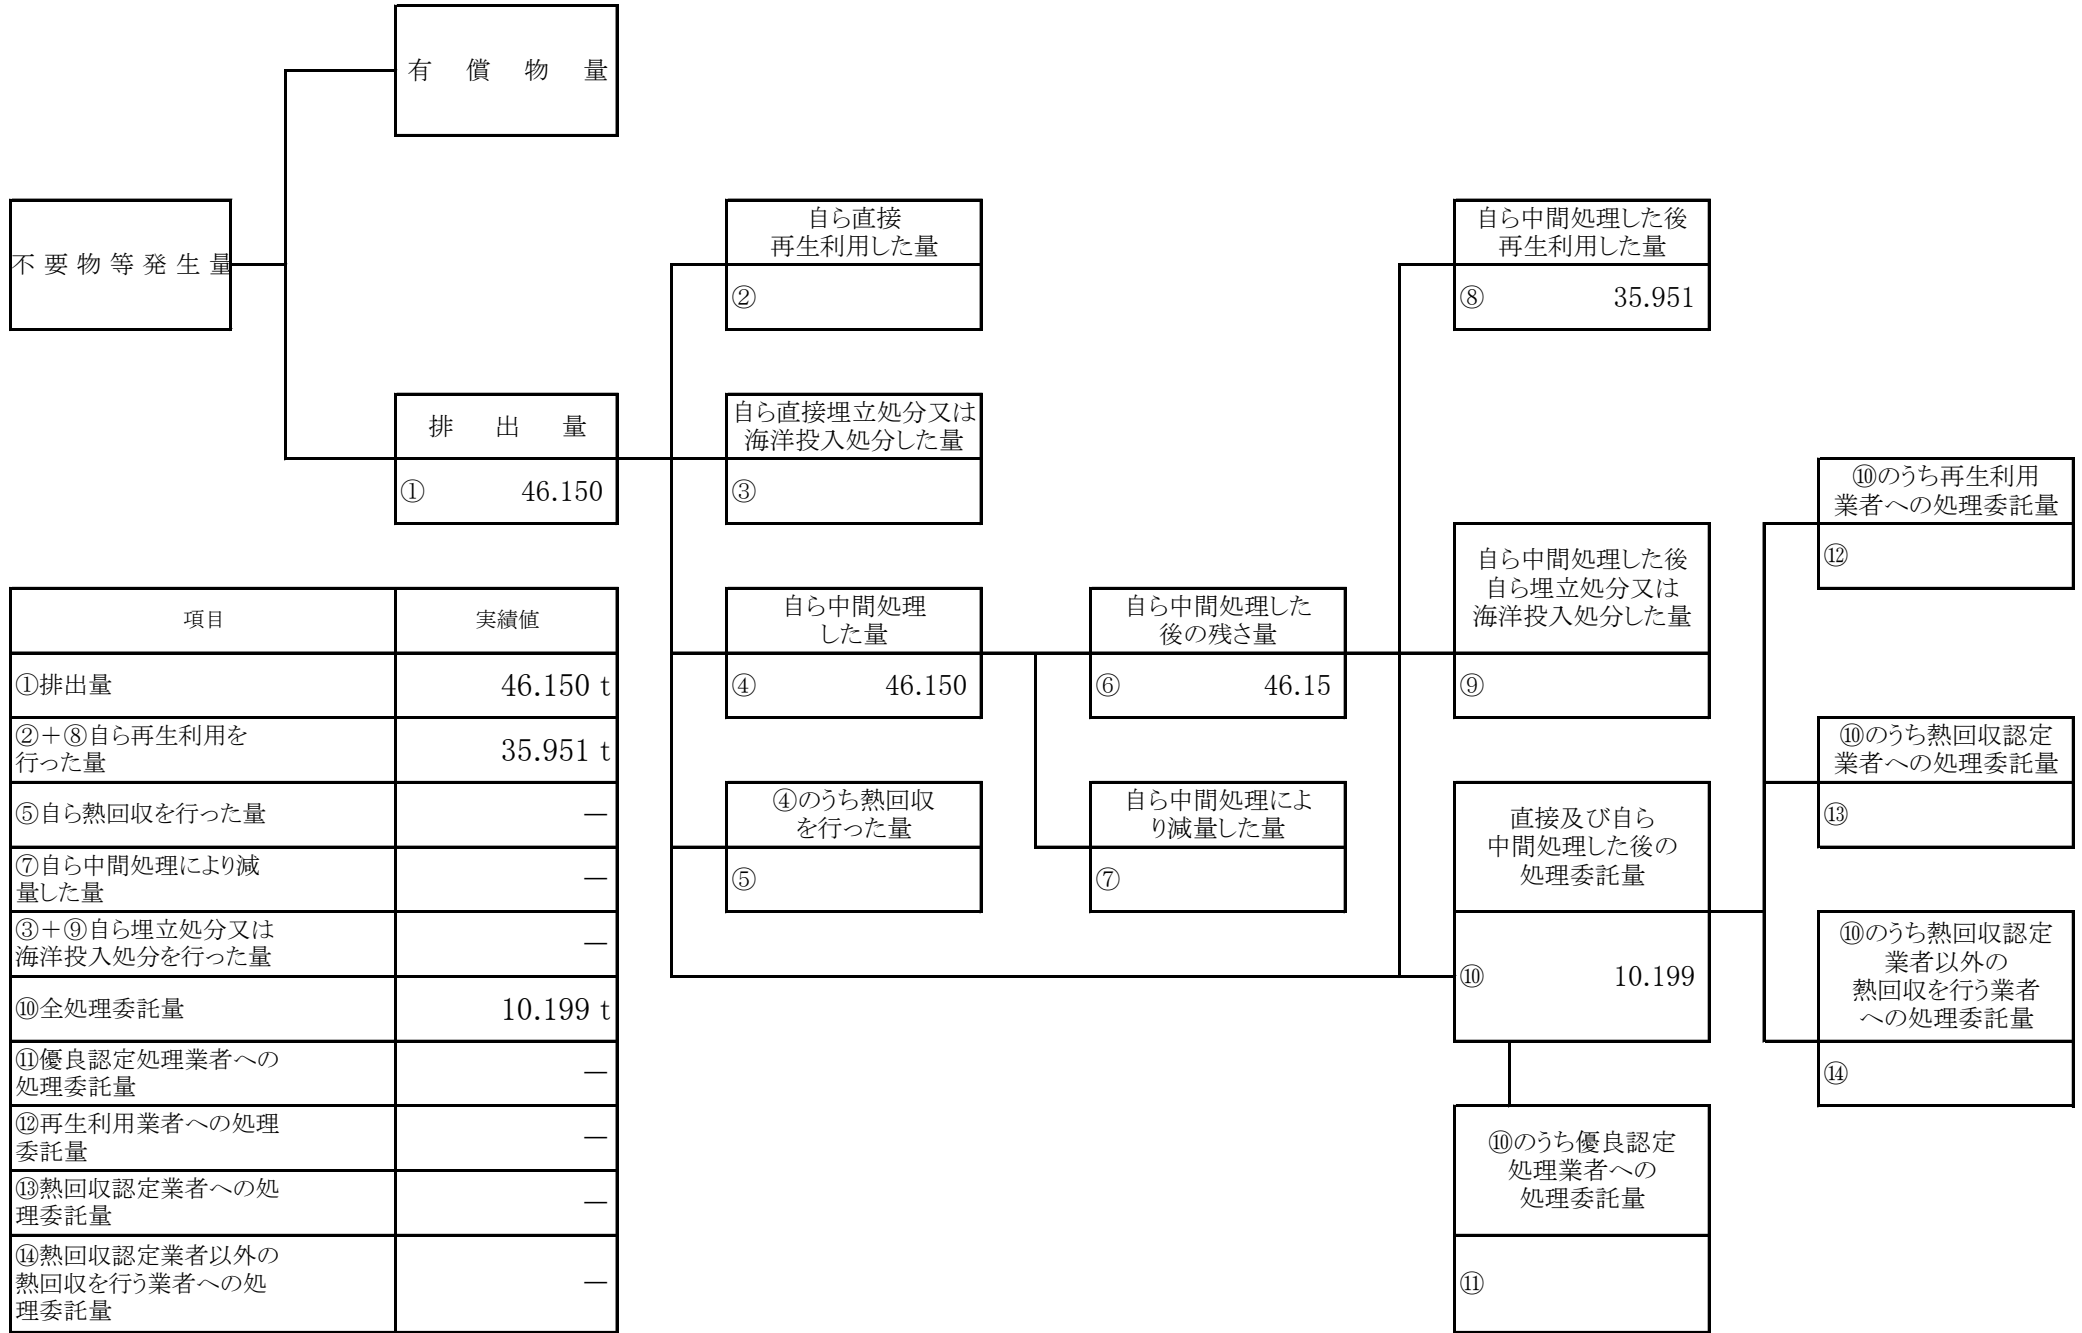 有償物量
不要物等発生量
自ら直接
再生利用した量
②
自ら中間処理した後
再生利用した量
⑧ 35.951
排出量
① 46.150
自ら直接埋立処分又は
海洋投入処分した量
③
⑩のうち再生利用
業者への処理委託量
⑫
自ら中間処理した後
自ら埋立処分又は
海洋投入処分した量
⑨
自ら中間処理
した量
④ 46.150
自ら中間処理した
後の残さ量
⑥ 46.15
⑩のうち熱回収認定
業者への処理委託量
⑬
④のうち熱回収
を行った量
⑤
自ら中間処理によ
り減量した量
⑦
直接及び自ら
中間処理した後の
処理委託量
⑩ 10.199
⑩のうち熱回収認定
業者以外の
熱回収を行う業者
への処理委託量
⑭
⑩のうち優良認定
処理業者への
処理委託量
⑪
項目 実績値
①排出量 46.150 t
②＋⑧自ら再生利用を
行った量 35.951 t
⑤自ら熱回収を行った量 ―
⑦自ら中間処理により減
量した量 ―
③＋⑨自ら埋立処分又は
海洋投入処分を行った量 ―
⑩全処理委託量 10.199 t
⑪優良認定処理業者への
処理委託量 ―
⑫再生利用業者への処理
委託量 ―
⑬熱回収認定業者への処
理委託量 ―
⑭熱回収認定業者以外の
熱回収を行う業者への処
理委託量 ―